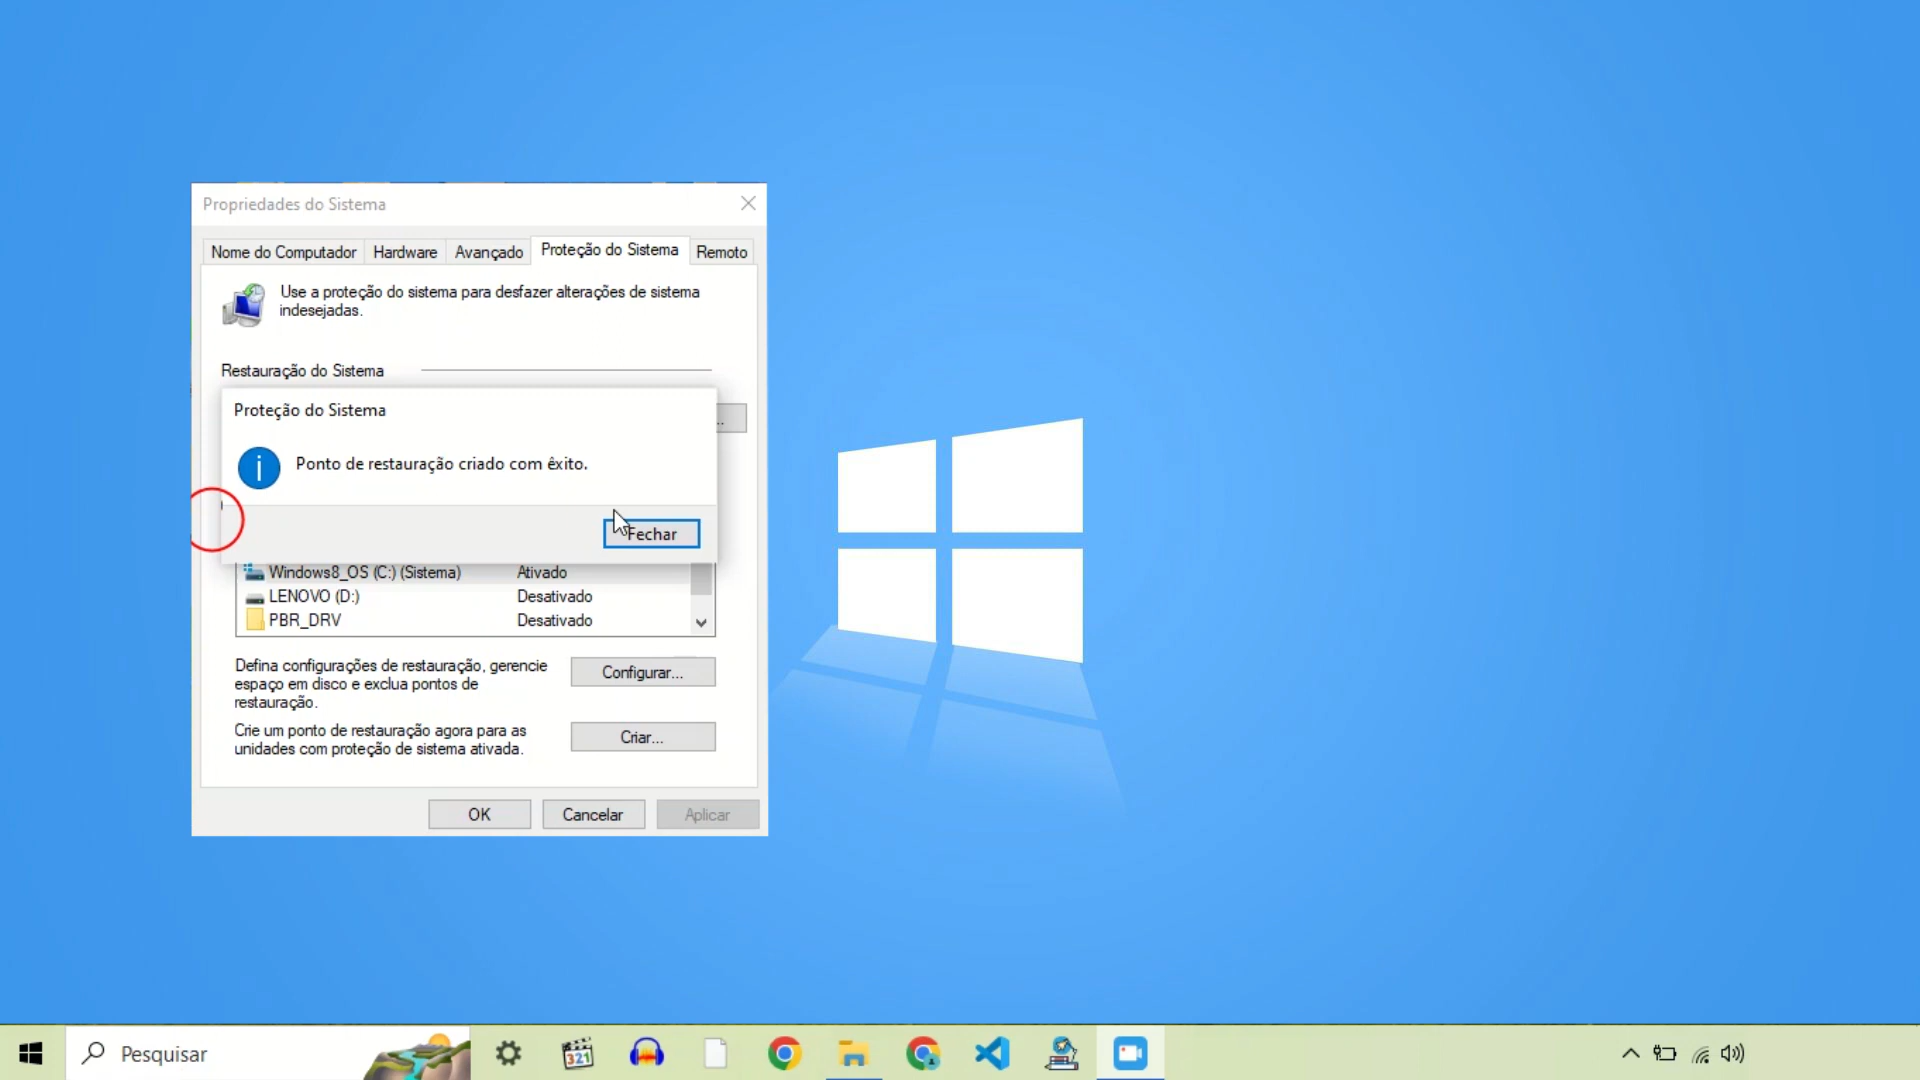 Propriedades do Sistema
Nome do Computador Hardware Avançado Proteção do Sistema Remoto
Use a proteção do sistema para desfazer alterações de sistema
indesejadas.
Restauração do Sistema
Proteção do Sistema
Ponto de restauração criado com êxito.
Fechar
Windows8_OS (C:) (Sistema) Ativado
LENOVO (D:) Desativado
PBR_DRV Desativado
Defina configurações de restauração, gerencie
espaço em disco e exclua pontos de
restauração.
Configurar...
Crie um ponto de restauração agora para as
unidades com proteção de sistema ativada.
Criar...
OK Cancelar Aplicar
Pesquisar
321